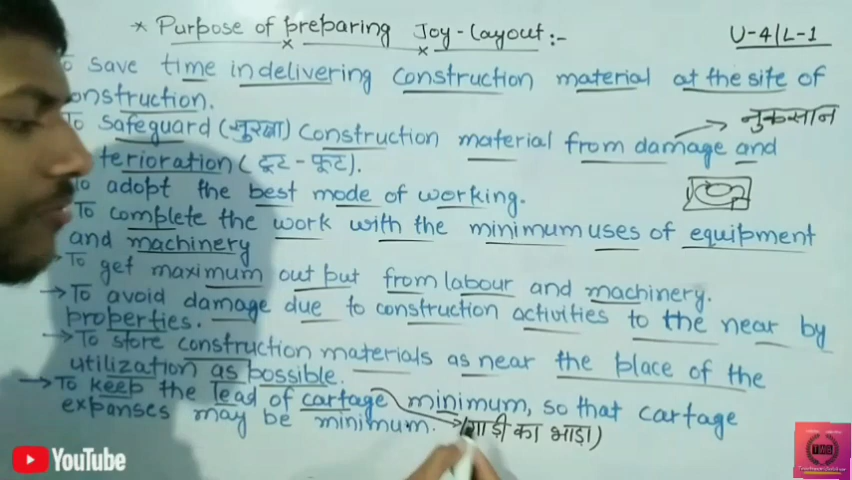 * Purpose of preparing Joy-Layout:-
U-4/L-1
To save time in delivering construction material at the site of
onstruction.
To safeguard (सुरक्षा) construction material from damage and
→ नुकसान
terioration (टूट-फूट).
To adopt the best mode of working.
To complete the work with the minimum uses of equipment
and machinery
To get maximum out put from labour and machinery.
→ To avoid damage due to construction activities to the near by
properties.
→ To store construction materials as near the place of the
utilization as possible.
→ To keep the lead of cartage minimum, so that cartage
expanses may be minimum. → (गाड़ी का भाड़ा)
YouTube
TMG